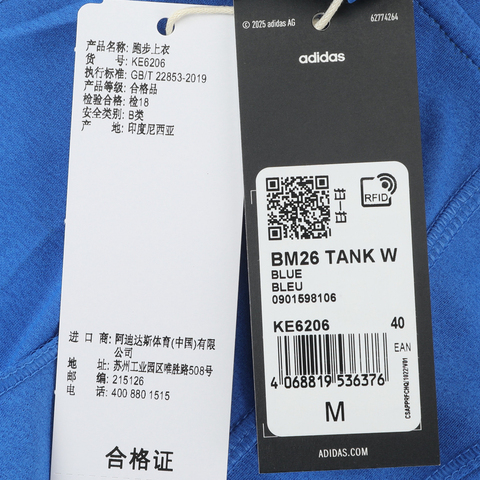 产品名称: 跑步上衣
货 号: KE6206
执行标准: GB/T 22853-2019
产品等级: 合格品
检验合格: 检18
安全类别: B类
产 地: 印度尼西亚
进 口 商: 阿迪达斯体育(中国)有限
公司
地 址: 苏州工业园区唯胜路508号
邮 编: 215126
电 话: 400 880 1515
合格证
© 2025 adidas AG
62774264
adidas
RFID
BM26 TANK W
BLUE
BLEU
0901598106
KE6206 40
EAN
4 068819 536376
M
ADIDAS.COM